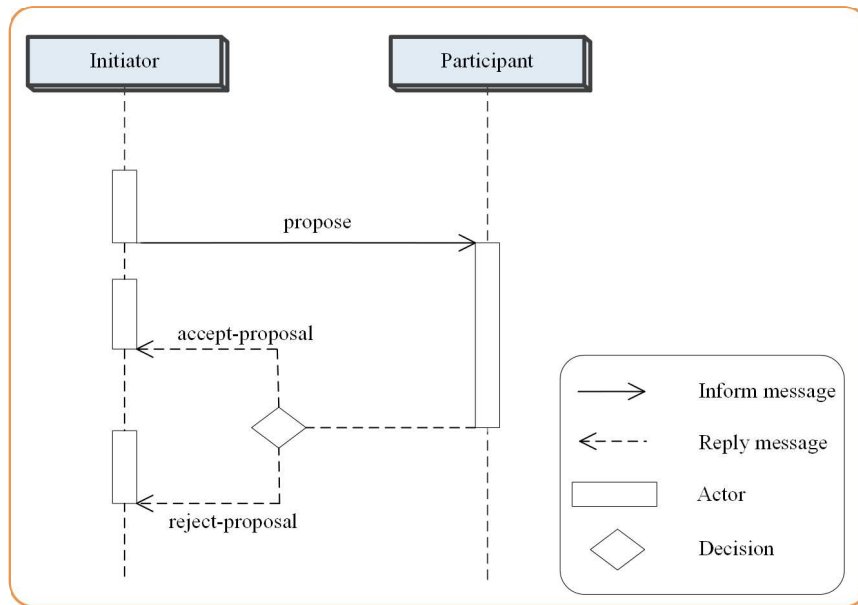 Initiator
Participant
propose
accept-proposal
reject-proposal
Inform message
Reply message
Actor
Decision